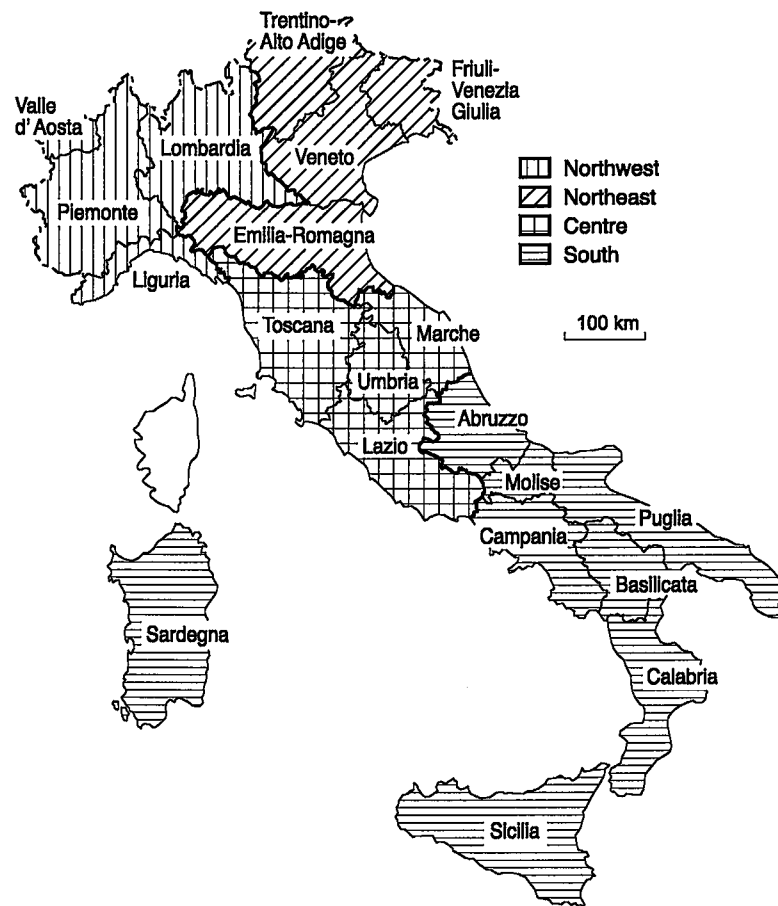 Trentino-
Alto Adige
Friuli-
Venezia
Giulia
Valle
d'Aosta
Lombardia
Veneto
Piemonte
Emilia-Romagna
Liguria
Northwest
Northeast
Centre
South
100 km
Toscana
Marche
Umbria
Abruzzo
Lazio
Molise
Puglia
Campania
Basilicata
Sardegna
Calabria
Sicilia